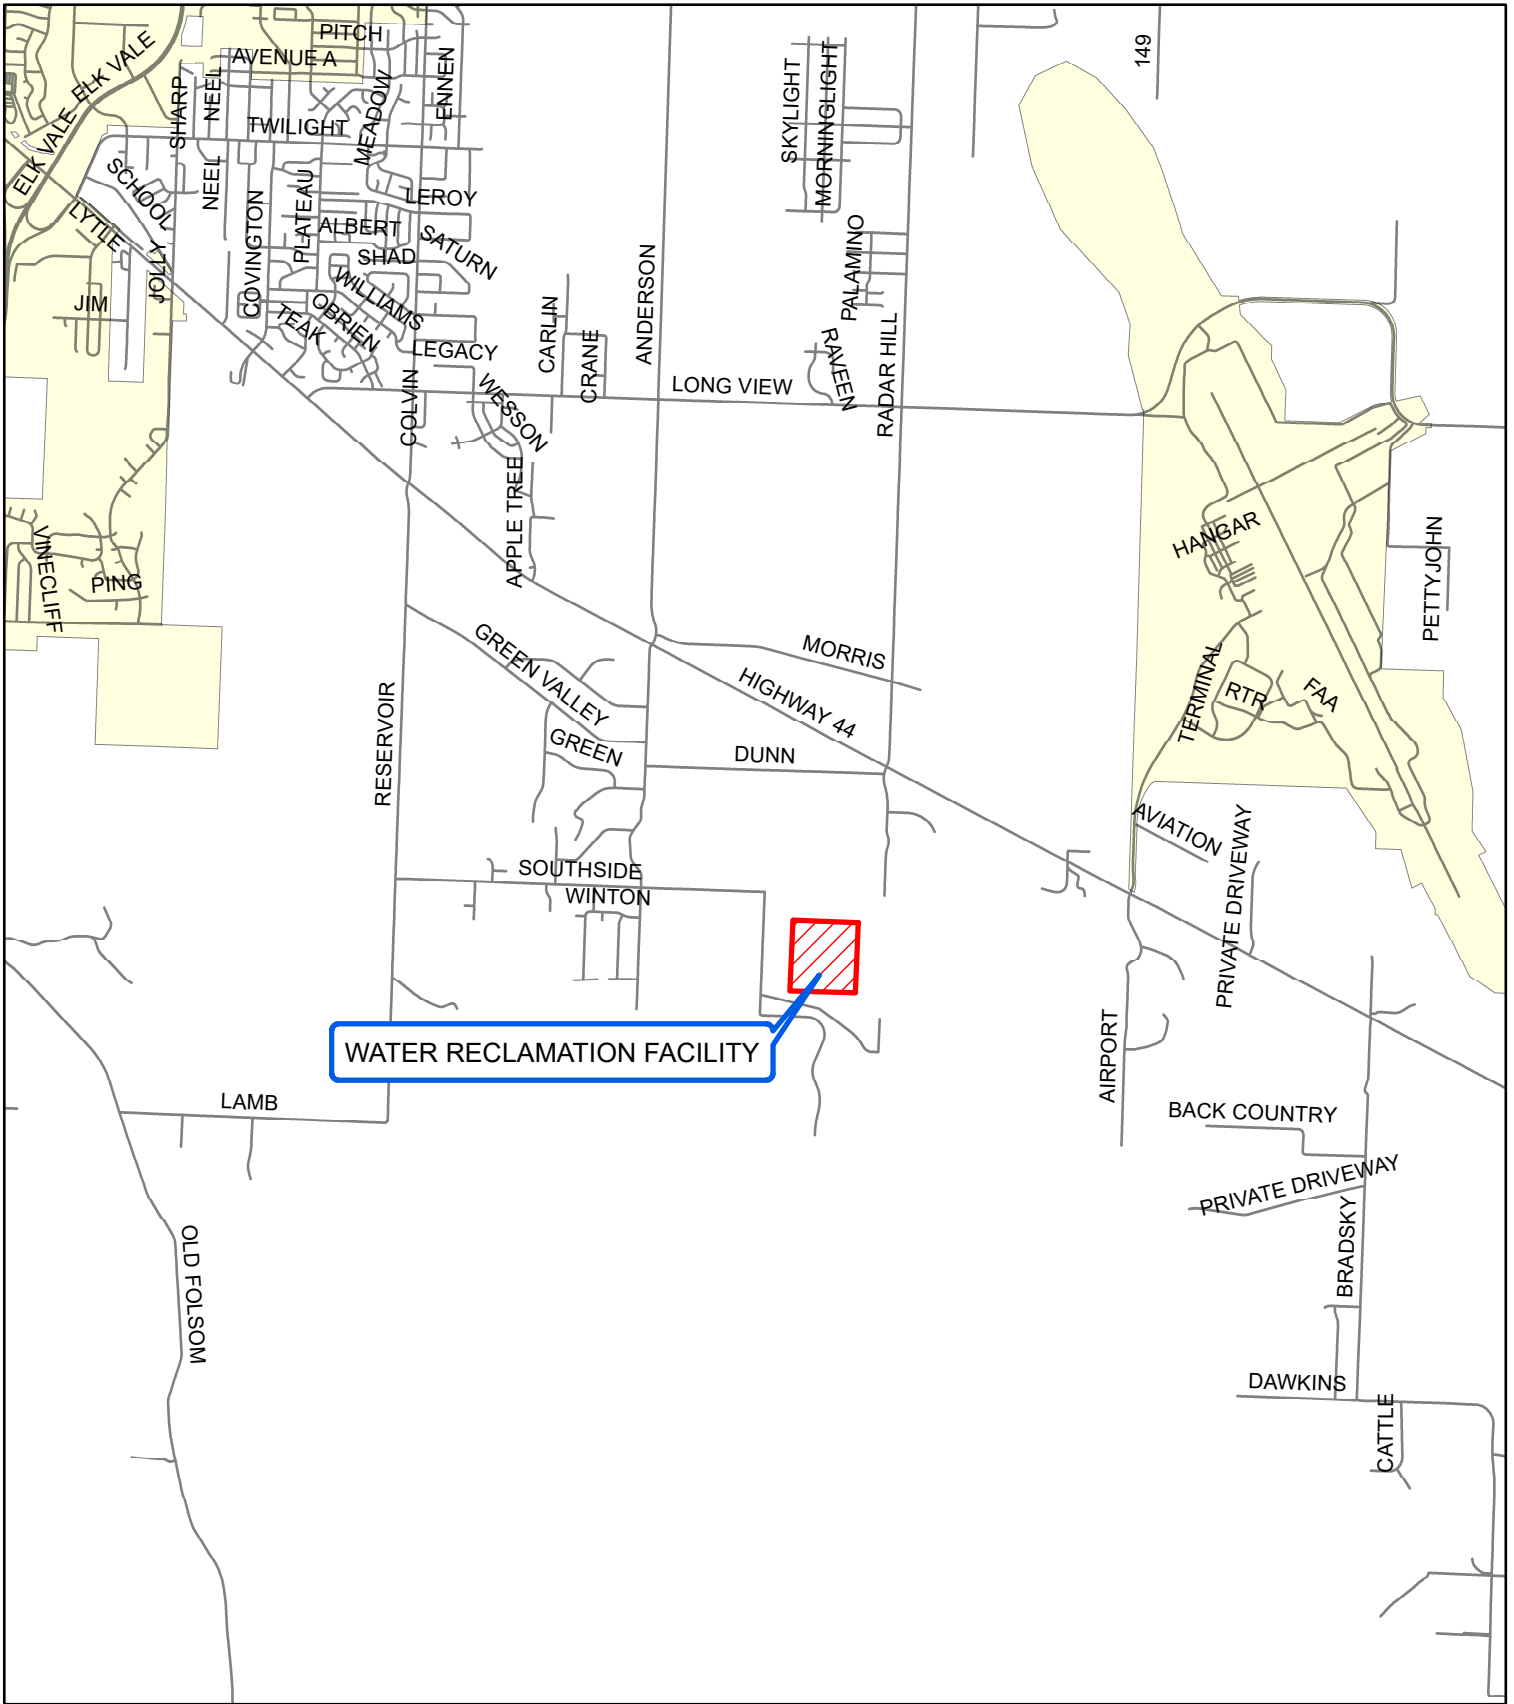 PITCH
AVENUE A
ELK VALE
ELK VALE
SHARP
NEEL
ENNEN
MEADOW
TWILIGHT
SKYLIGHT
MORNINGLIGHT
149
SCHOOL
NEEL
LYTLE
JOLLY
COVINGTON
PLATEAU
LEROY
ALBERT
SATURN
SHAD
WILLIAMS
OBRIEN
TEAK
JIM
LEGACY
CARLIN
CRANE
ANDERSON
PALAMINO
RAVEEN
RADAR HILL
LONG VIEW
COLVIN
WESSON
APPLE TREE
VINECLIFF
PING
HANGAR
PETTYJOHN
GREEN VALLEY
MORRIS
HIGHWAY 44
TERMINAL
RTR
FAA
RESERVOIR
GREEN
DUNN
AVIATION
PRIVATE DRIVEWAY
SOUTHSIDE
WINTON
WATER RECLAMATION FACILITY
AIRPORT
LAMB
BACK COUNTRY
PRIVATE DRIVEWAY
BRADSKY
OLD FOLSOM
DAWKINS
CATTLE